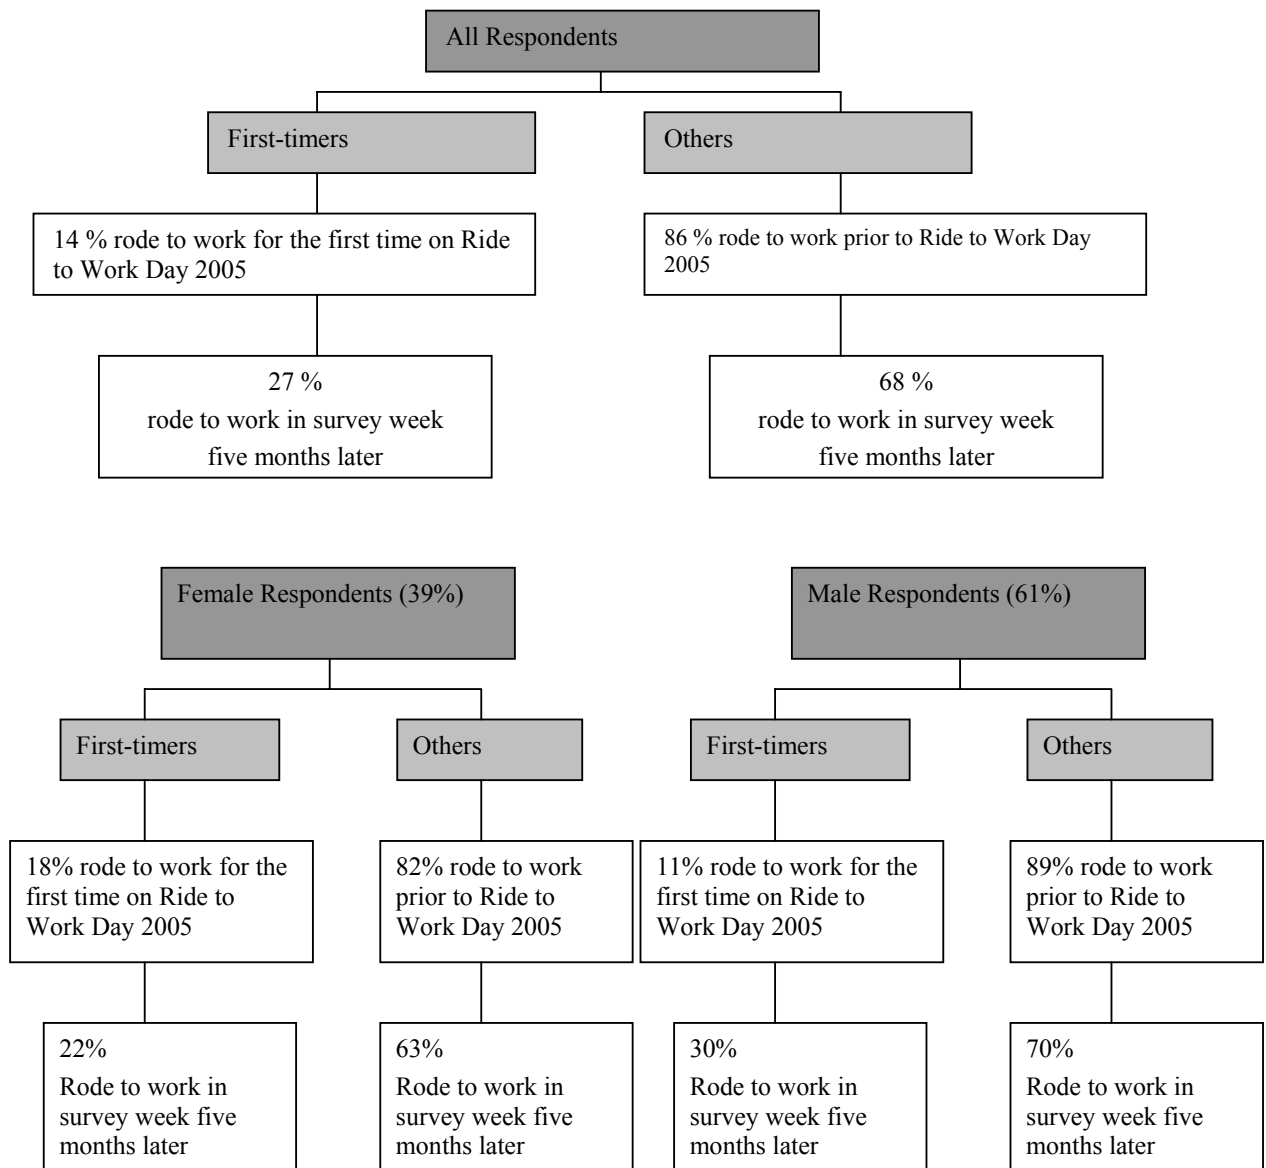 All Respondents
First-timers
Others
14 % rode to work for the first time on Ride
to Work Day 2005
86 % rode to work prior to Ride to Work Day
2005
27 %
rode to work in survey week
five months later
68 %
rode to work in survey week
five months later
Female Respondents (39%)
Male Respondents (61%)
First-timers
Others
First-timers
Others
18% rode to work for the
first time on Ride to
Work Day 2005
82% rode to work
prior to Ride to
Work Day 2005
11% rode to work for the
first time on Ride to
Work Day 2005
89% rode to work
prior to Ride to
Work Day 2005
22%
Rode to work in
survey week five
months later
63%
Rode to work in
survey week five
months later
30%
Rode to work in
survey week five
months later
70%
Rode to work in
survey week five
months later